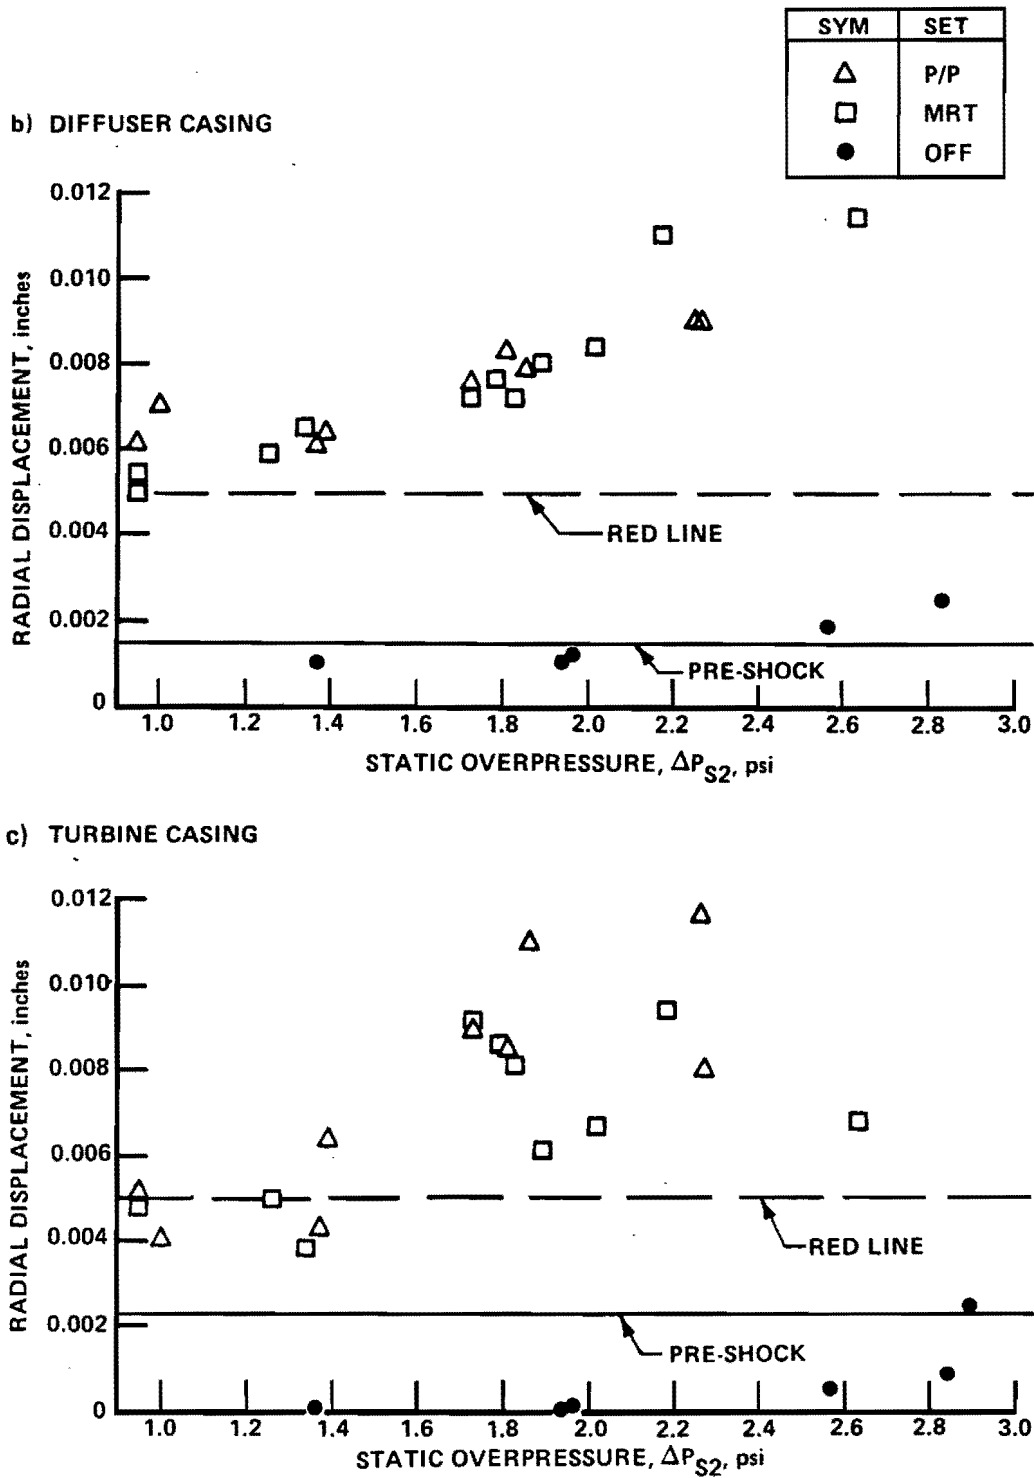 SYM SET
P/P
MRT
OFF
b) DIFFUSER CASING
0.012
0.010
0.008
0.006
0.004
0.002
0
RADIAL DISPLACEMENT, inches
RED LINE
PRE-SHOCK
1.0 1.2 1.4 1.6 1.8 2.0 2.2 2.4 2.6 2.8 3.0
STATIC OVERPRESSURE, ΔPS2, psi
c) TURBINE CASING
0.012
0.010
0.008
0.006
0.004
0.002
0
RADIAL DISPLACEMENT, inches
RED LINE
PRE-SHOCK
1.0 1.2 1.4 1.6 1.8 2.0 2.2 2.4 2.6 2.8 3.0
STATIC OVERPRESSURE, ΔPS2, psi